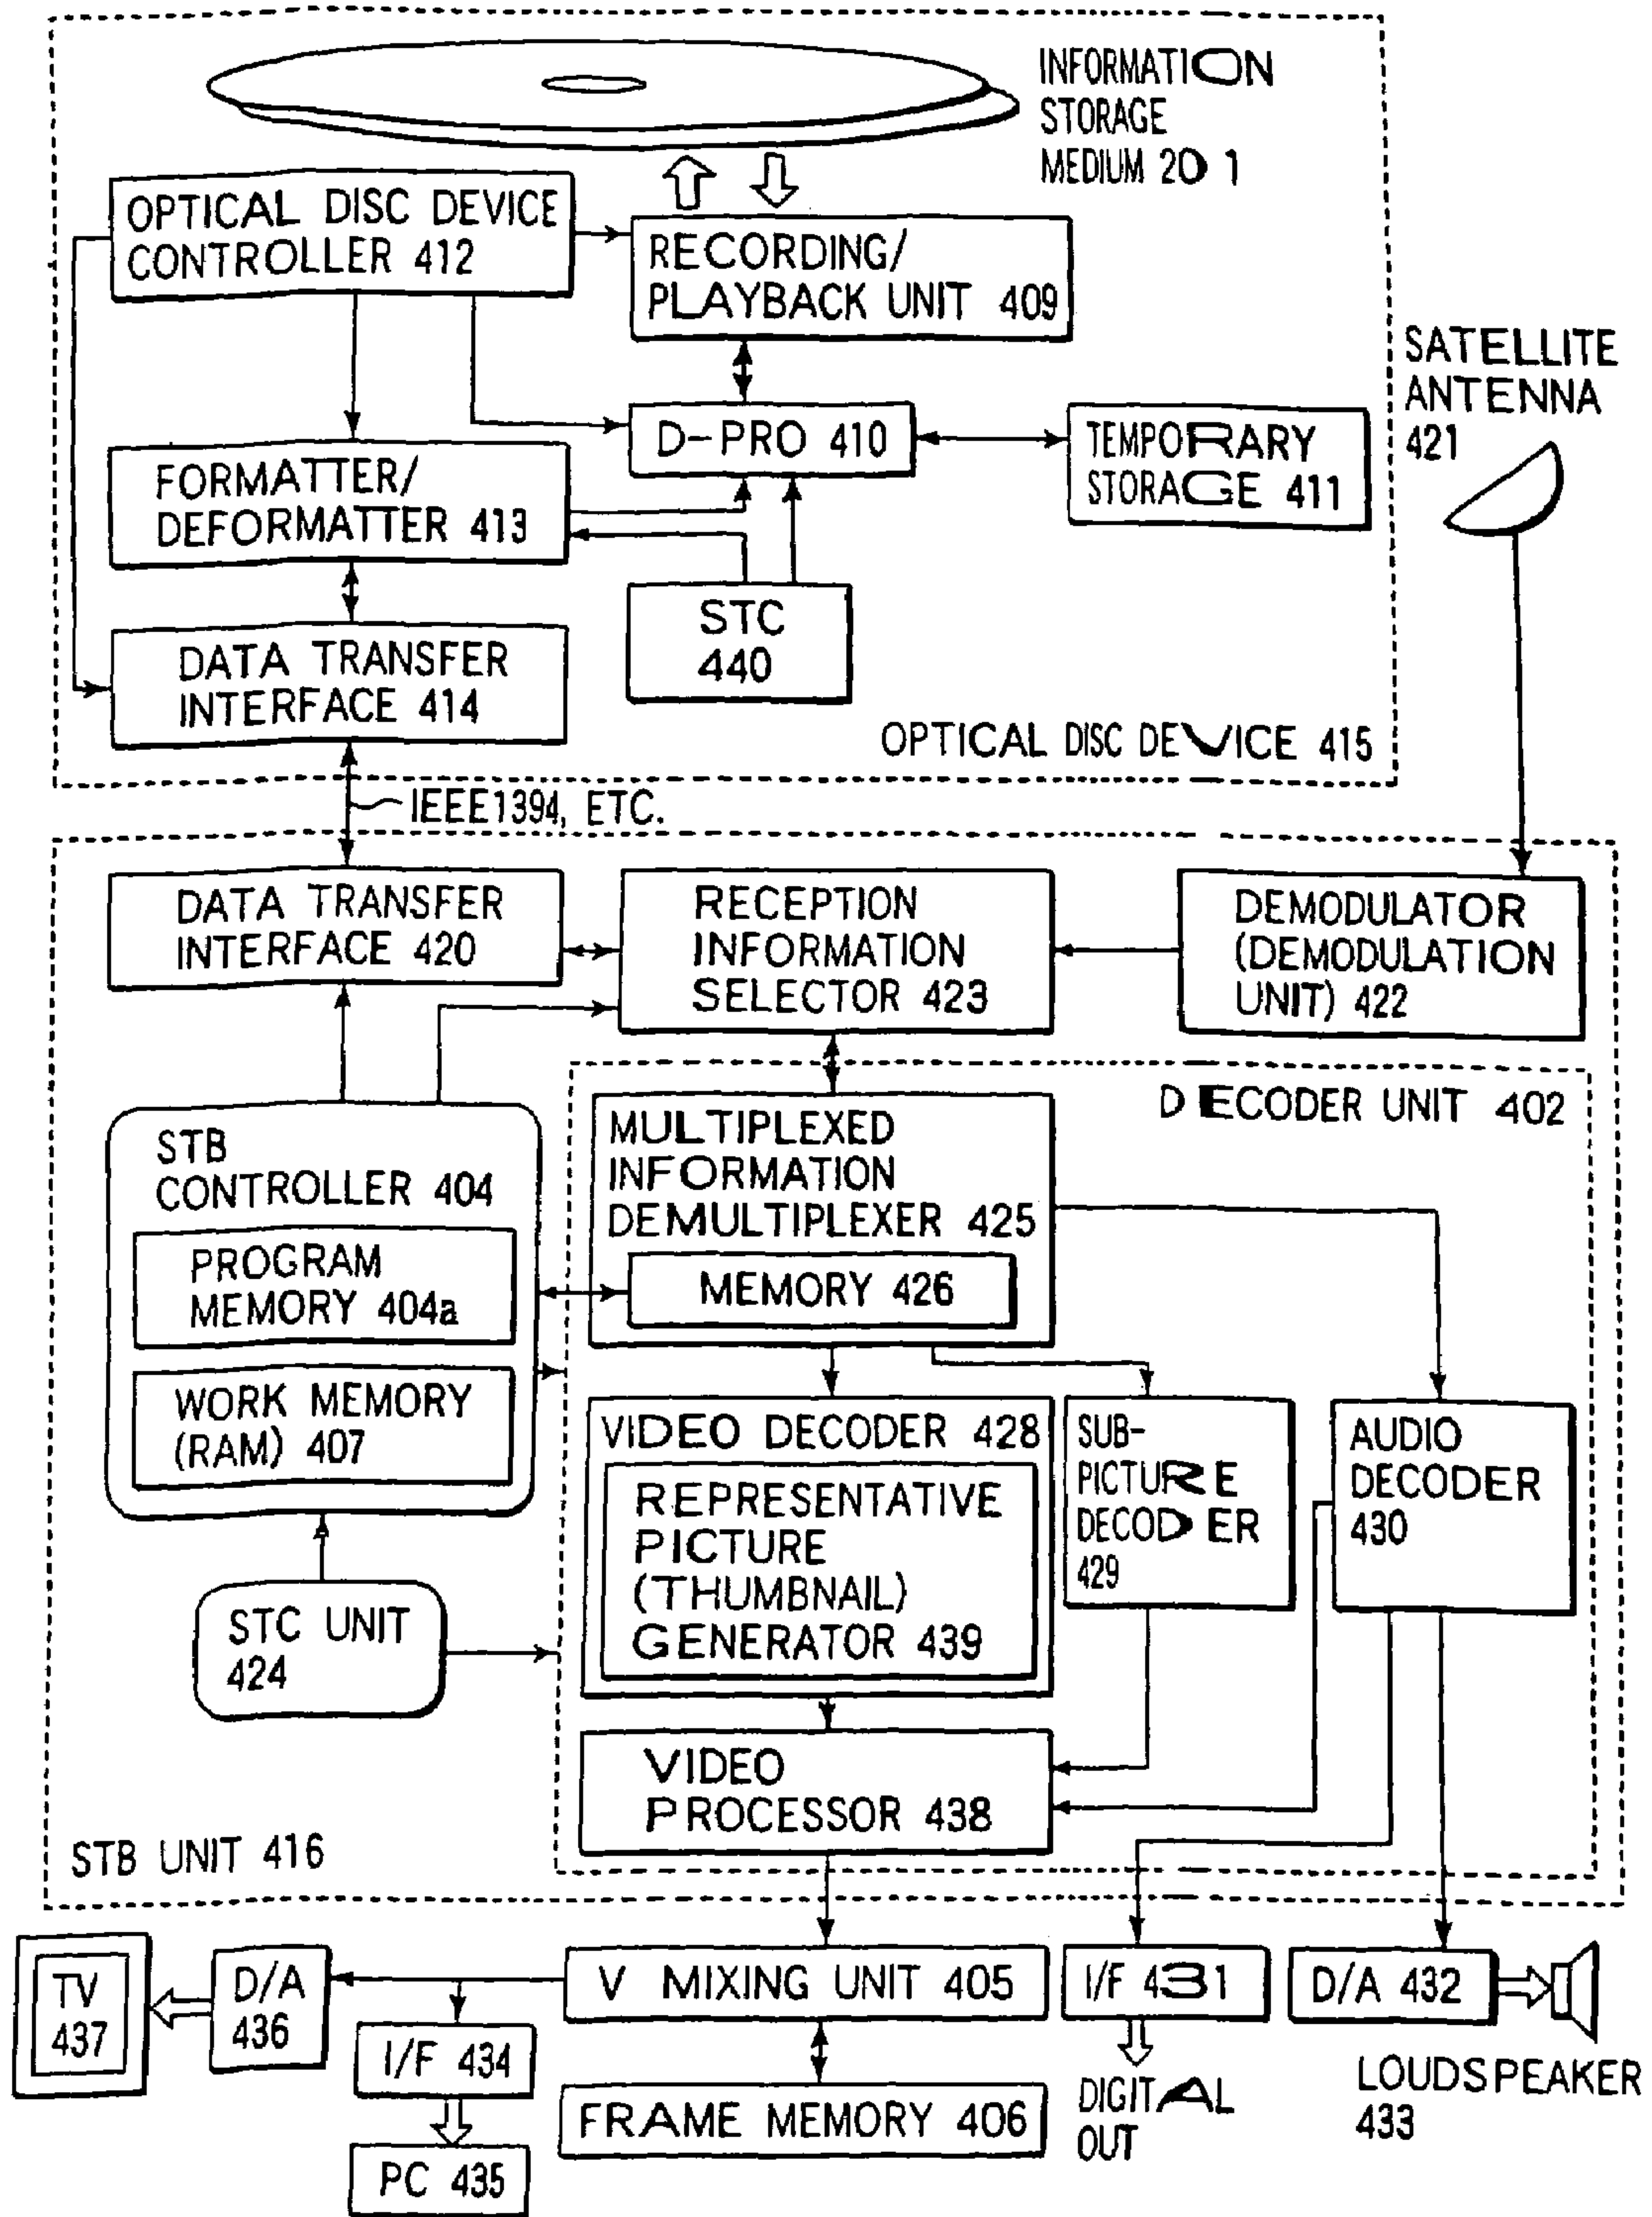 INFORMATION
STORAGE
MEDIUM 201
OPTICAL DISC DEVICE
CONTROLLER 412
RECORDING/
PLAYBACK UNIT 409
SATELLITE
ANTENNA
421
D-PRO 410
TEMPORARY
STORAGE 411
FORMATTER/
DEFORMATTER 413
STC
440
DATA TRANSFER
INTERFACE 414
OPTICAL DISC DEVICE 415
IEEE1394, ETC.
DATA TRANSFER
INTERFACE 420
RECEPTION
INFORMATION
SELECTOR 423
DEMODULATOR
(DEMODULATION
UNIT) 422
DECODER UNIT 402
STB
CONTROLLER 404
PROGRAM
MEMORY 404a
WORK MEMORY
(RAM) 407
MULTIPLEXED
INFORMATION
DEMULTIPLEXER 425
MEMORY 426
VIDEO DECODER 428
REPRESENTATIVE
PICTURE
(THUMBNAIL)
GENERATOR 439
SUB-
PICTURE
DECODER
429
AUDIO
DECODER
430
STC UNIT
424
VIDEO
PROCESSOR 438
STB UNIT 416
TV
437
D/A
436
V MIXING UNIT 405
I/F 431
D/A 432
I/F 434
FRAME MEMORY 406
DIGITAL
OUT
LOUDSPEAKER
433
PC 435